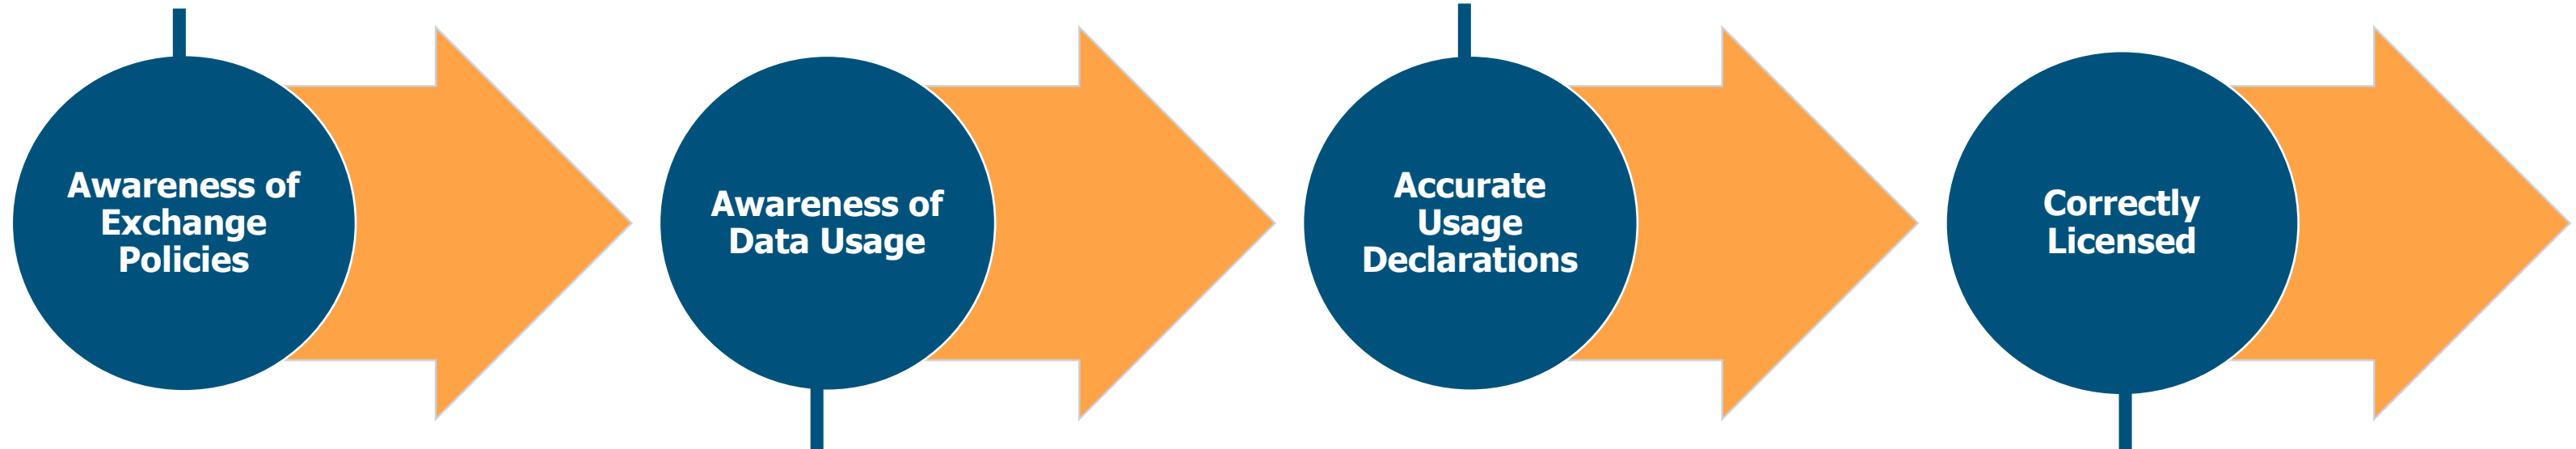 Awareness of
Exchange
Policies
Awareness of
Data Usage
Accurate
Usage
Declarations
Correctly
Licensed